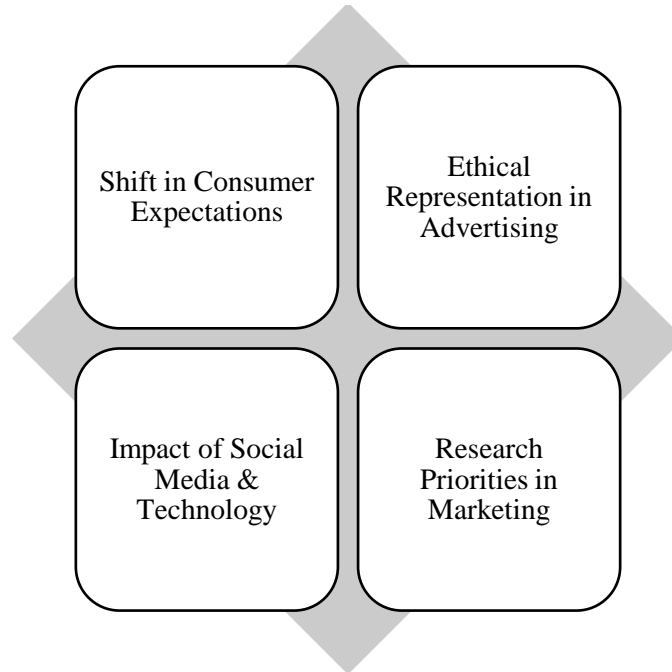 Shift in Consumer
Expectations
Ethical
Representation in
Advertising
Impact of Social
Media &
Technology
Research
Priorities in
Marketing